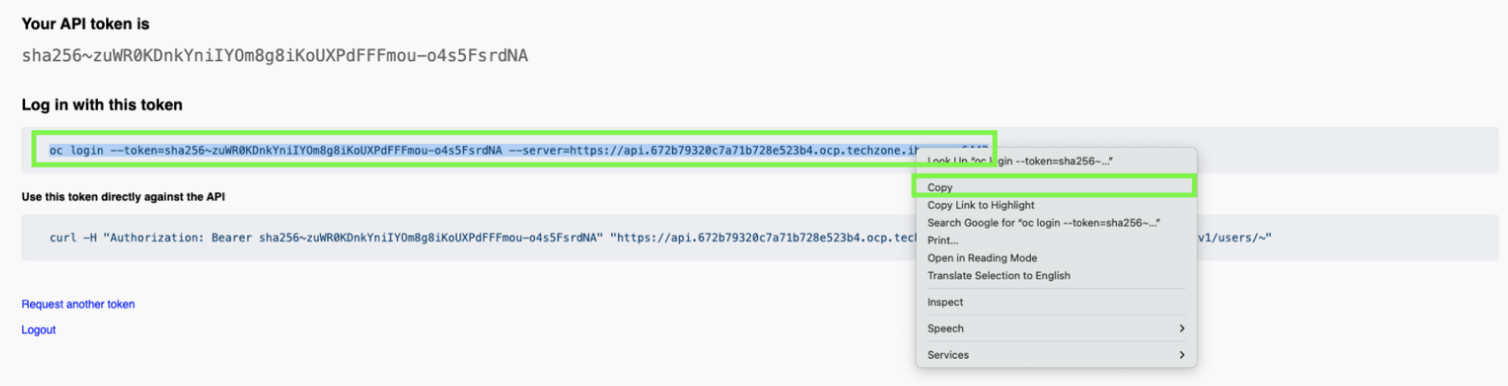 Your API token is
sha256~zuWR0KDnkYniIYOm8g8iKoUXPdFFFmou-o4s5FsrdNA
Log in with this token
oc login --token=sha256~zuWR0KDnkYniIYOm8g8iKoUXPdFFFmou-o4s5FsrdNA --server=https://api.672b79320c7a71b728e523b4.ocp.techzone.ib
Look Up “oc login --token=sha256~...”
Copy
Use this token directly against the API
Copy Link to Highlight
Search Google for “oc login --token=sha256~...”
curl -H "Authorization: Bearer sha256~zuWR0KDnkYniIYOm8g8iKoUXPdFFFmou-o4s5FsrdNA" "https://api.672b79320c7a71b728e523b4.ocp.tech v1/users/~"
Print...
Open in Reading Mode
Translate Selection to English
Inspect
Speech
Services
Request another token
Logout